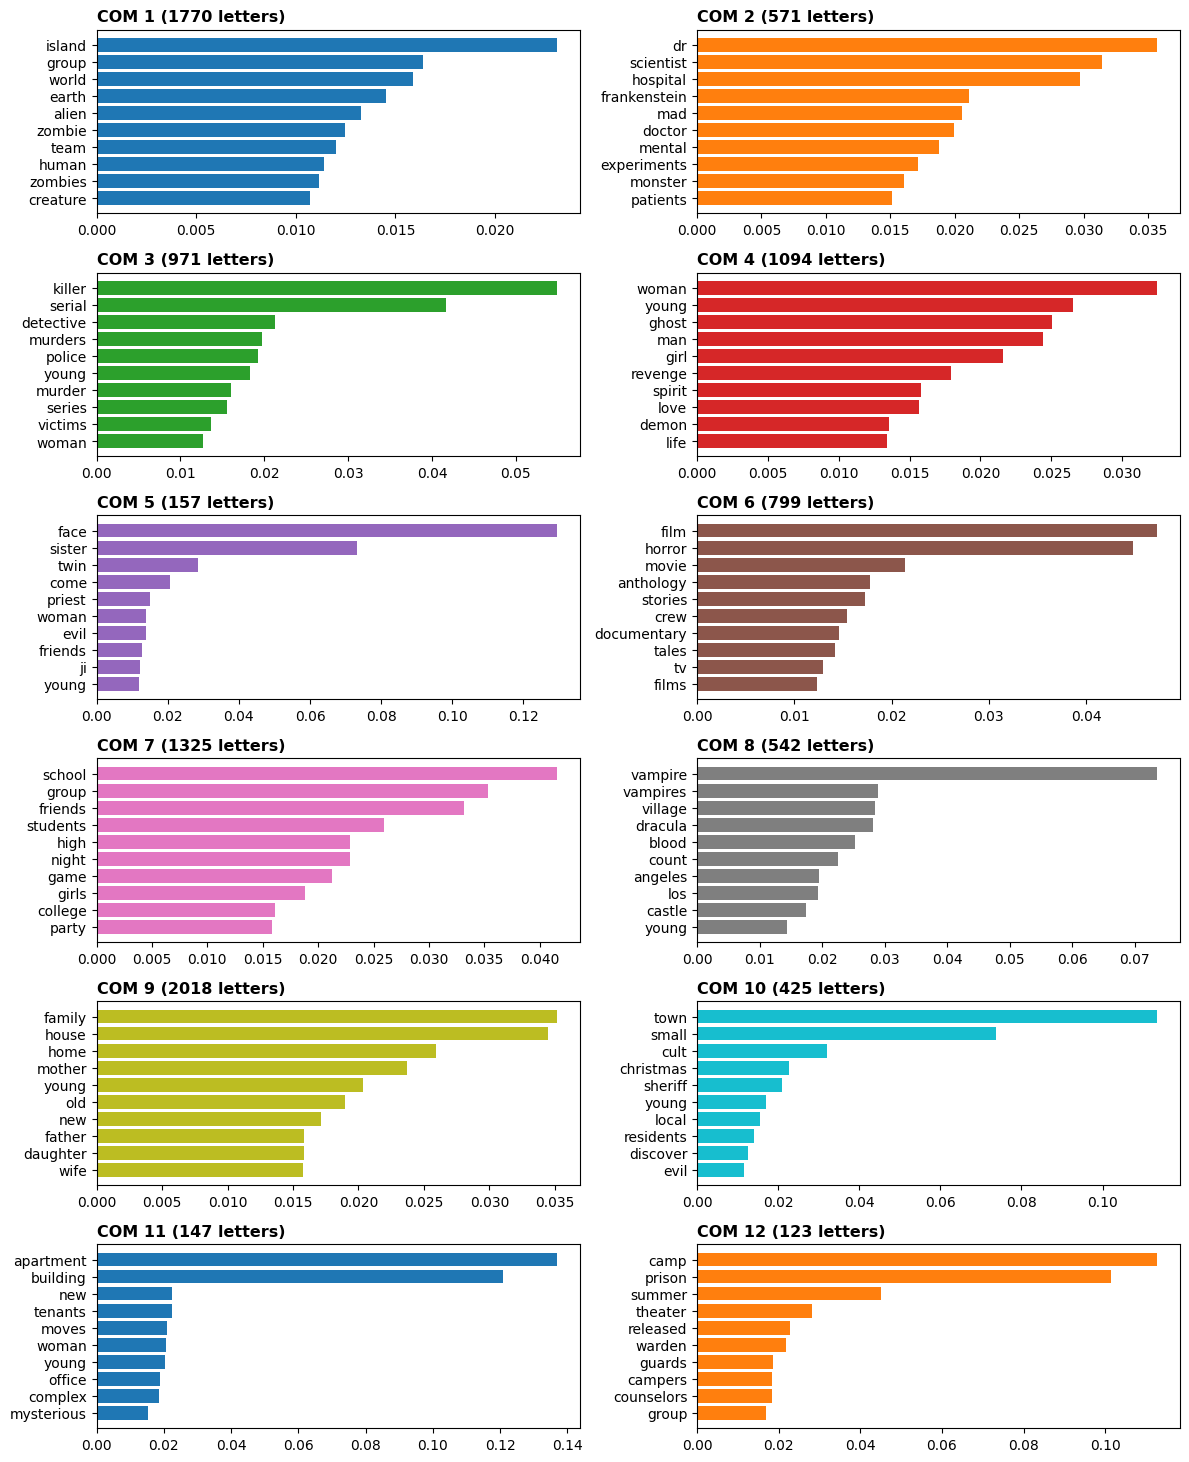 COM 1 (1770 letters)
island
group
world
earth
alien
zombie
team
human
zombies
creature
0.000 0.005 0.010 0.015 0.020
COM 2 (571 letters)
dr
scientist
hospital
frankenstein
mad
doctor
mental
experiments
monster
patients
0.000 0.005 0.010 0.015 0.020 0.025 0.030 0.035
COM 3 (971 letters)
killer
serial
detective
murders
police
young
murder
series
victims
woman
0.00 0.01 0.02 0.03 0.04 0.05
COM 4 (1094 letters)
woman
young
ghost
man
girl
revenge
spirit
love
demon
life
0.000 0.005 0.010 0.015 0.020 0.025 0.030
COM 5 (157 letters)
face
sister
twin
come
priest
woman
evil
friends
ji
young
0.00 0.02 0.04 0.06 0.08 0.10 0.12
COM 6 (799 letters)
film
horror
movie
anthology
stories
crew
documentary
tales
tv
films
0.00 0.01 0.02 0.03 0.04
COM 7 (1325 letters)
school
group
friends
students
high
night
game
girls
college
party
0.000 0.005 0.010 0.015 0.020 0.025 0.030 0.035 0.040
COM 8 (542 letters)
vampire
vampires
village
dracula
blood
count
angeles
los
castle
young
0.00 0.01 0.02 0.03 0.04 0.05 0.06 0.07
COM 9 (2018 letters)
family
house
home
mother
young
old
new
father
daughter
wife
0.000 0.005 0.010 0.015 0.020 0.025 0.030 0.035
COM 10 (425 letters)
town
small
cult
christmas
sheriff
young
local
residents
discover
evil
0.00 0.02 0.04 0.06 0.08 0.10
COM 11 (147 letters)
apartment
building
new
tenants
moves
woman
young
office
complex
mysterious
0.00 0.02 0.04 0.06 0.08 0.10 0.12 0.14
COM 12 (123 letters)
camp
prison
summer
theater
released
warden
guards
campers
counselors
group
0.00 0.02 0.04 0.06 0.08 0.10